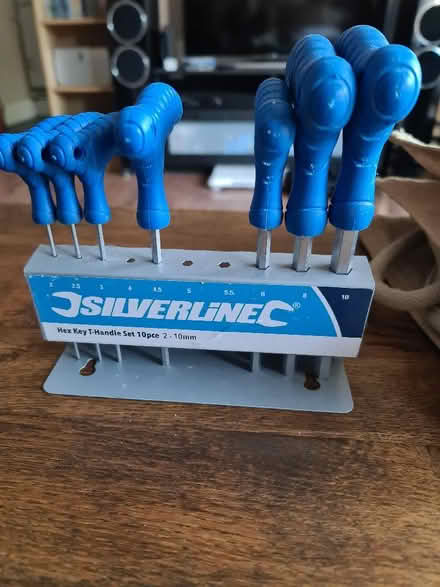 2 2.5 3 4 4.5 5 5.5. 6 8 10
SILVERLINE®
Hex Key T-Handle Set 10pce 2 - 10mm